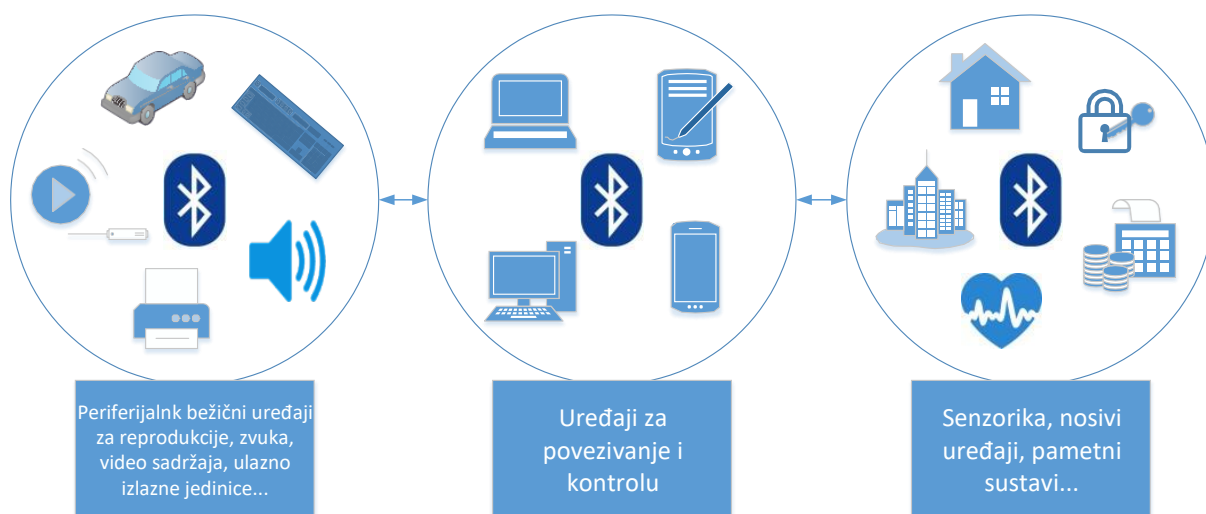 Periferijalnk bežični uređaji
za reprodukcije, zvuka,
video sadržaja, ulazno
izlazne jedinice...
Uređaji za
povezivanje i
kontrolu
Senzorika, nosivi
uređaji, pametni
sustavi...